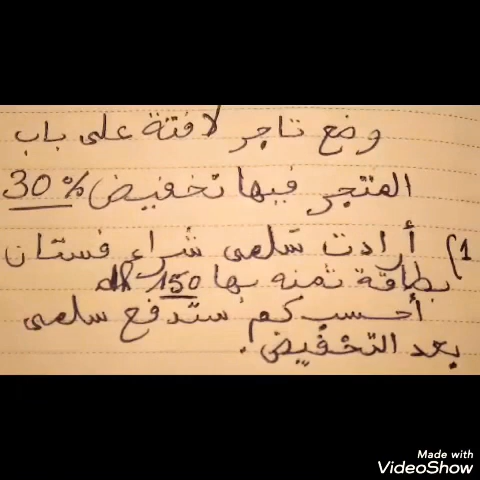 وضع تاجر لافتة على باب
المتجر فيها تخفيض 30%
1) أرادت سلمى شراء فستان
بطاقة ثمنه بها 150 dh
أحسب كم ستدفع سلمى
بعد التخفيض.
Made with
VideoShow